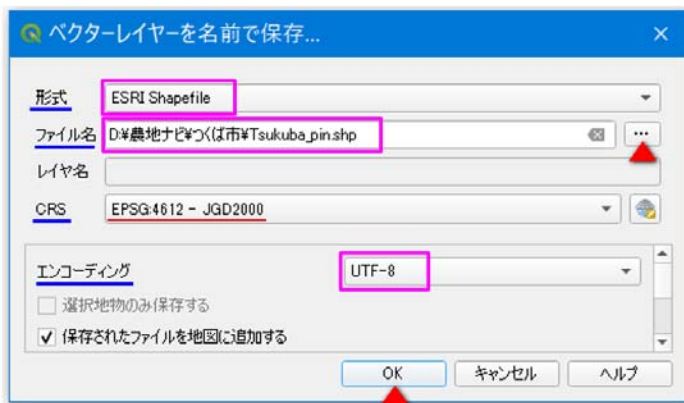 ベクターレイヤーを名前で保存...
形式 ESRI Shapefile
ファイル名 D:¥農地ナビ¥つくば市¥Tsukuba_pin.shp ...
レイヤ名
CRS EPSG:4612 - JGD2000
エンコーディング UTF-8
選択地物のみ保存する
保存されたファイルを地図に追加する
OK キャンセル ヘルプ